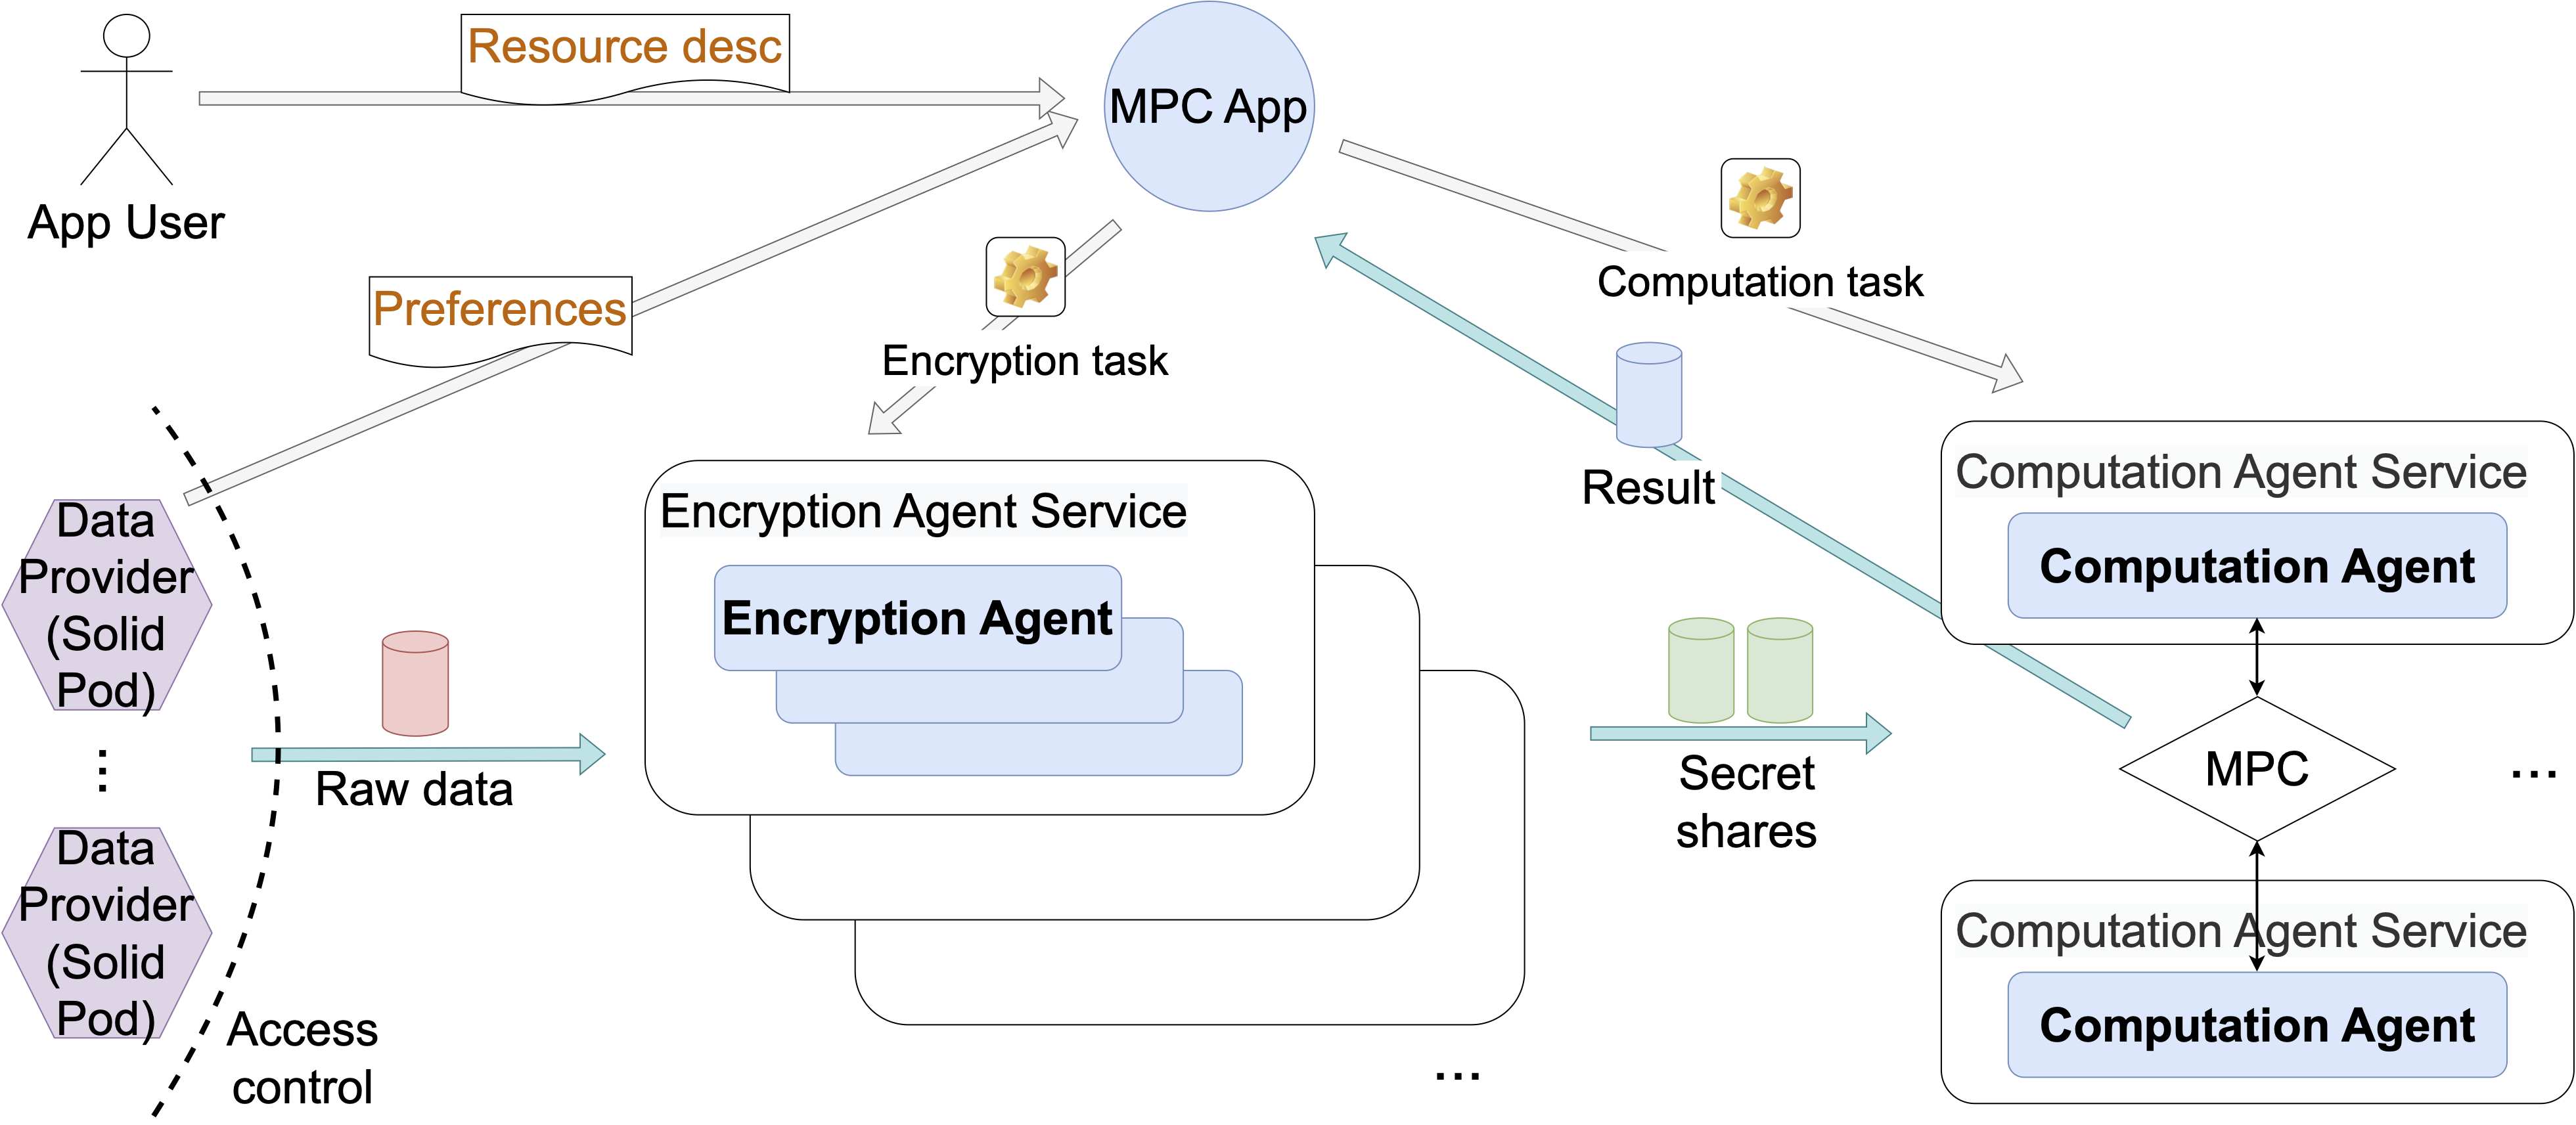 Resource desc
MPC App
App User
Computation task
Preferences
Encryption task
Result
Computation Agent Service
Computation Agent
Data
Provider
(Solid
Pod)
Encryption Agent Service
Encryption Agent
Raw data
Secret
shares
MPC
...
...
Data
Provider
(Solid
Pod)
Access
control
Computation Agent Service
Computation Agent
...